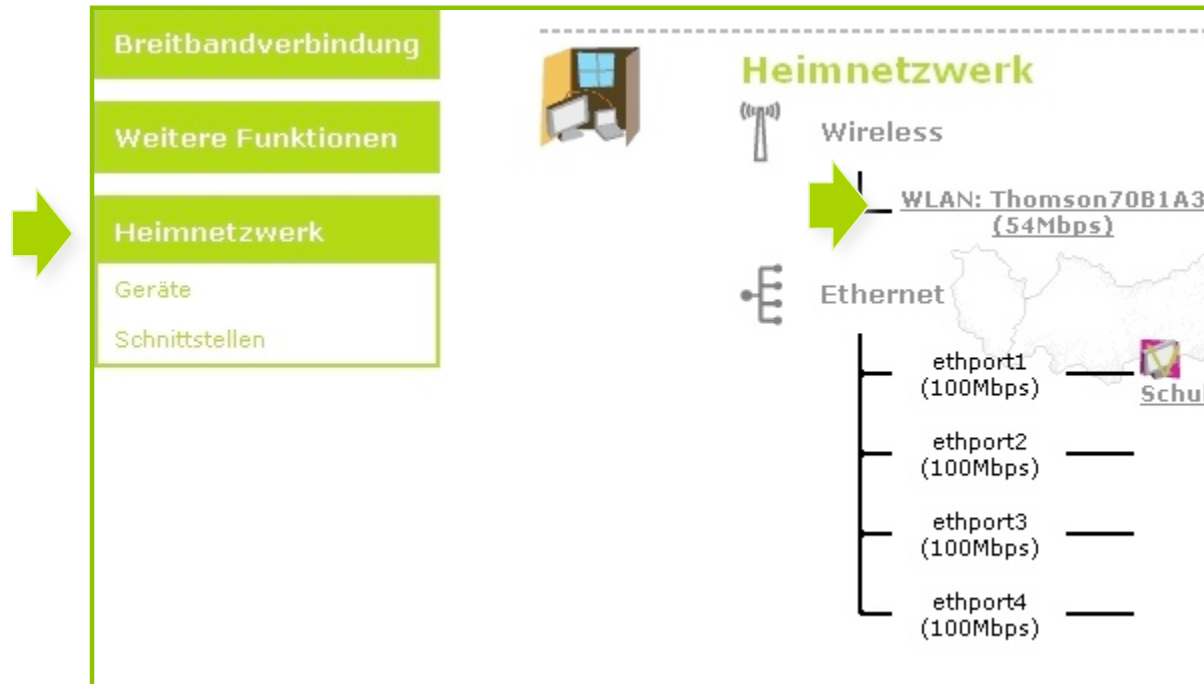 Breitbandverbindung
Weitere Funktionen
Heimnetzwerk
Geräte
Schnittstellen
Heimnetzwerk
Wireless
WLAN: Thomson70B1A3
(54Mbps)
Ethernet
ethport1
(100Mbps)
ethport2
(100Mbps)
ethport3
(100Mbps)
ethport4
(100Mbps)